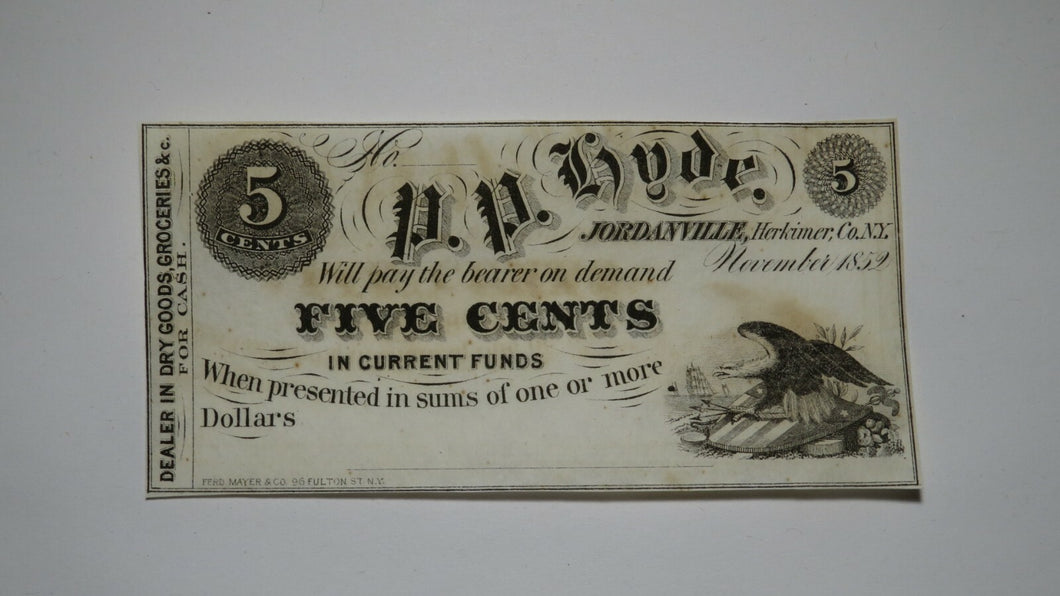 DEALER IN DRY GOODS, GROCERIES & c.
FOR CASH.
5
CENTS
No.
P. P. Hyde.
5
JORDANVILLE, Herkimer, Co. N.Y.
November 1852
Will pay the bearer on demand
FIVE CENTS
IN CURRENT FUNDS
When presented in sums of one or more
Dollars
FERD. MAYER & CO. 96 FULTON ST. N.Y.